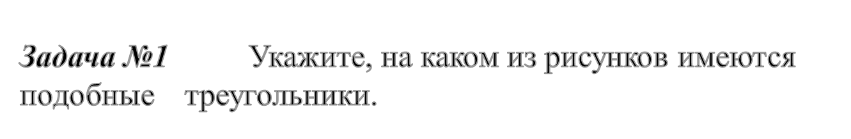 Задача №1 Укажите, на каком из рисунков имеются
подобные треугольники.